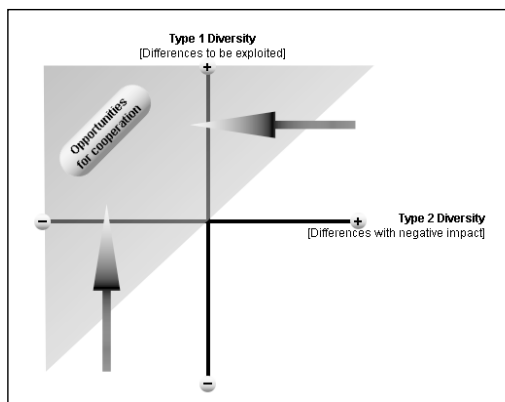 Type 1 Diversity
[Differences to be exploited]
+
Opportunities
for cooperation
−
+
Type 2 Diversity
[Differences with negative impact]
−